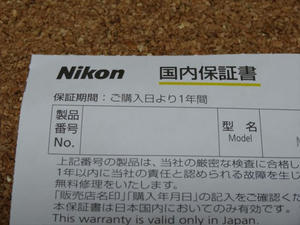 Nikon 国内保証書
保証期間：ご購入日より1年間
製品
番号
No.
型 名
Model
上記番号の製品は、当社の厳密な検査に合格し
1年以内に当社の責任と認められる故障を生じ
無料修理をいたします。
「販売店名印」「購入年月日」の記入をご確認くだ
本保証書は日本国内においてのみ有効です。
This warranty is valid only in Japan.